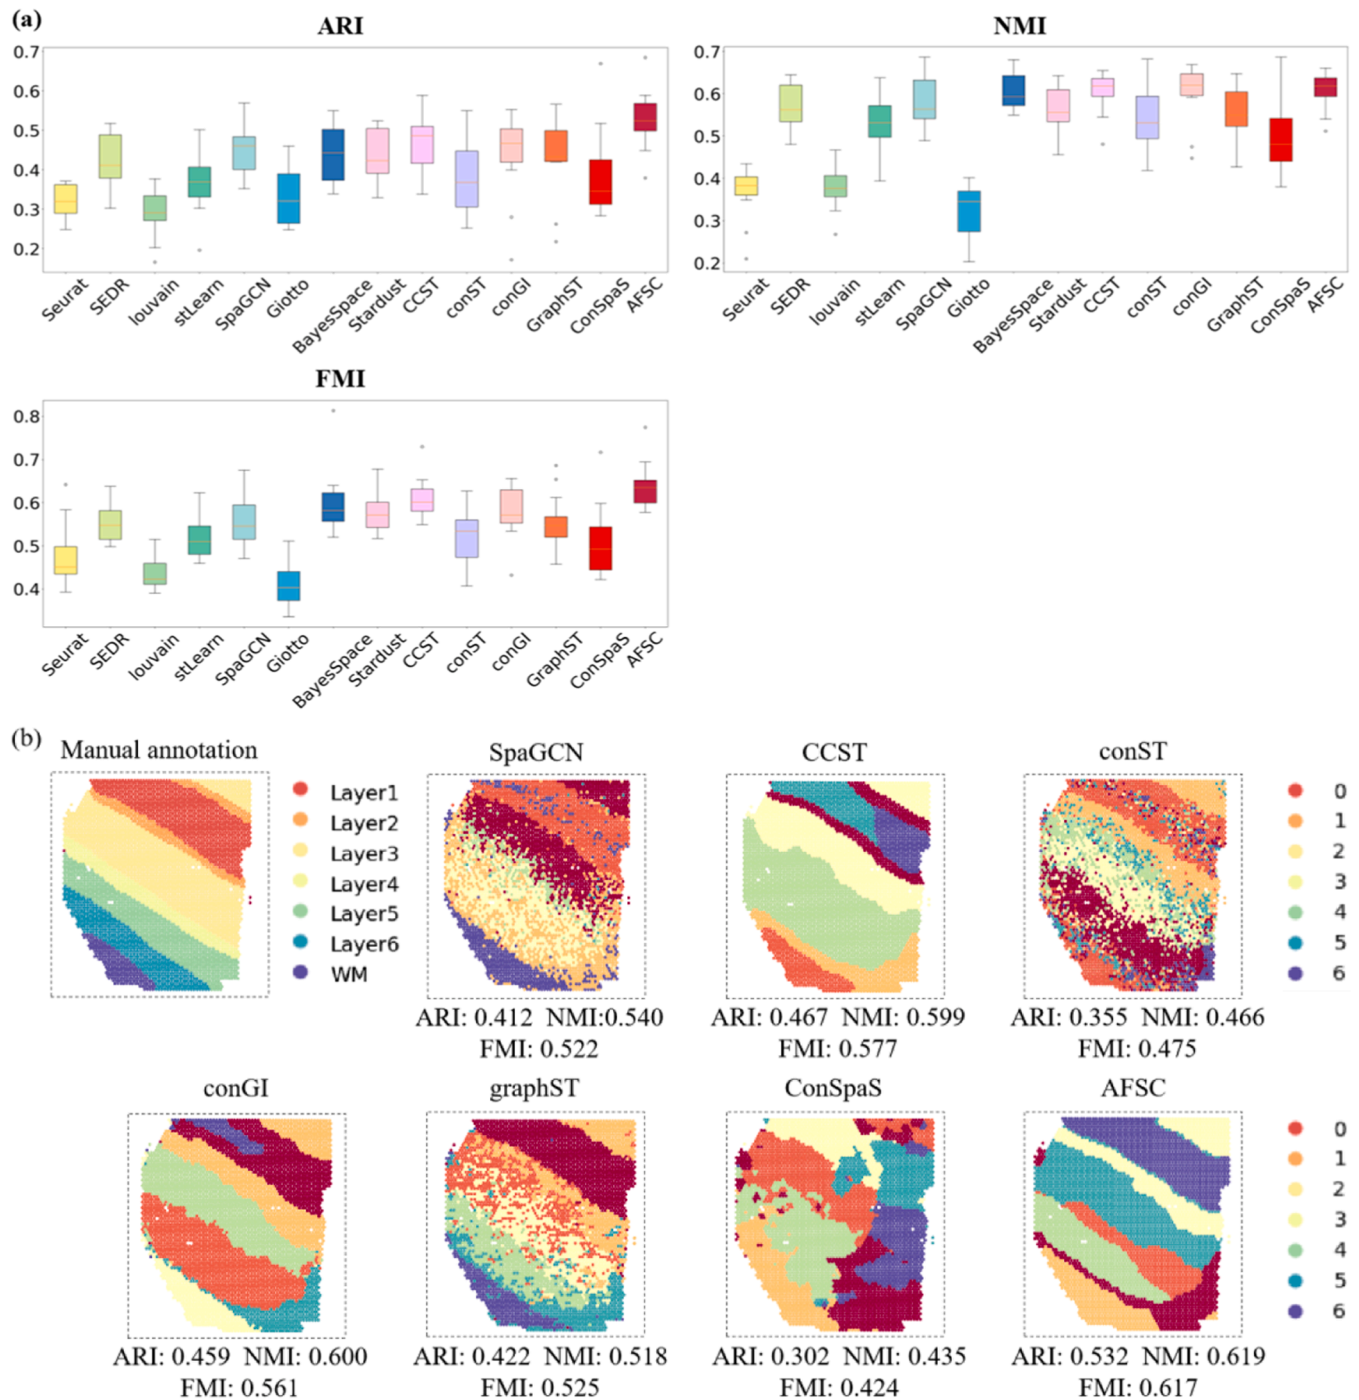 (a)
ARI
0.7
0.6
0.5
0.4
0.3
0.2
Seurat
SEDR
louvain
stLearn
SpaGCN
Giotto
BayesSpace
Stardust
CCST
conST
conGI
GraphST
ConSpaS
AFSC
NMI
0.7
0.6
0.5
0.4
0.3
0.2
Seurat
SEDR
louvain
stLearn
SpaGCN
Giotto
BayesSpace
Stardust
CCST
conST
conGI
GraphST
ConSpaS
AFSC
FMI
0.8
0.7
0.6
0.5
0.4
Seurat
SEDR
louvain
stLearn
SpaGCN
Giotto
BayesSpace
Stardust
CCST
conST
conGI
GraphST
ConSpaS
AFSC
(b)
Manual annotation
Layer1
Layer2
Layer3
Layer4
Layer5
Layer6
WM
SpaGCN
ARI: 0.412 NMI:0.540
FMI: 0.522
CCST
ARI: 0.467 NMI: 0.599
FMI: 0.577
conST
ARI: 0.355 NMI: 0.466
FMI: 0.475
0
1
2
3
4
5
6
conGI
ARI: 0.459 NMI: 0.600
FMI: 0.561
graphST
ARI: 0.422 NMI: 0.518
FMI: 0.525
ConSpaS
ARI: 0.302 NMI: 0.435
FMI: 0.424
AFSC
ARI: 0.532 NMI: 0.619
FMI: 0.617
0
1
2
3
4
5
6